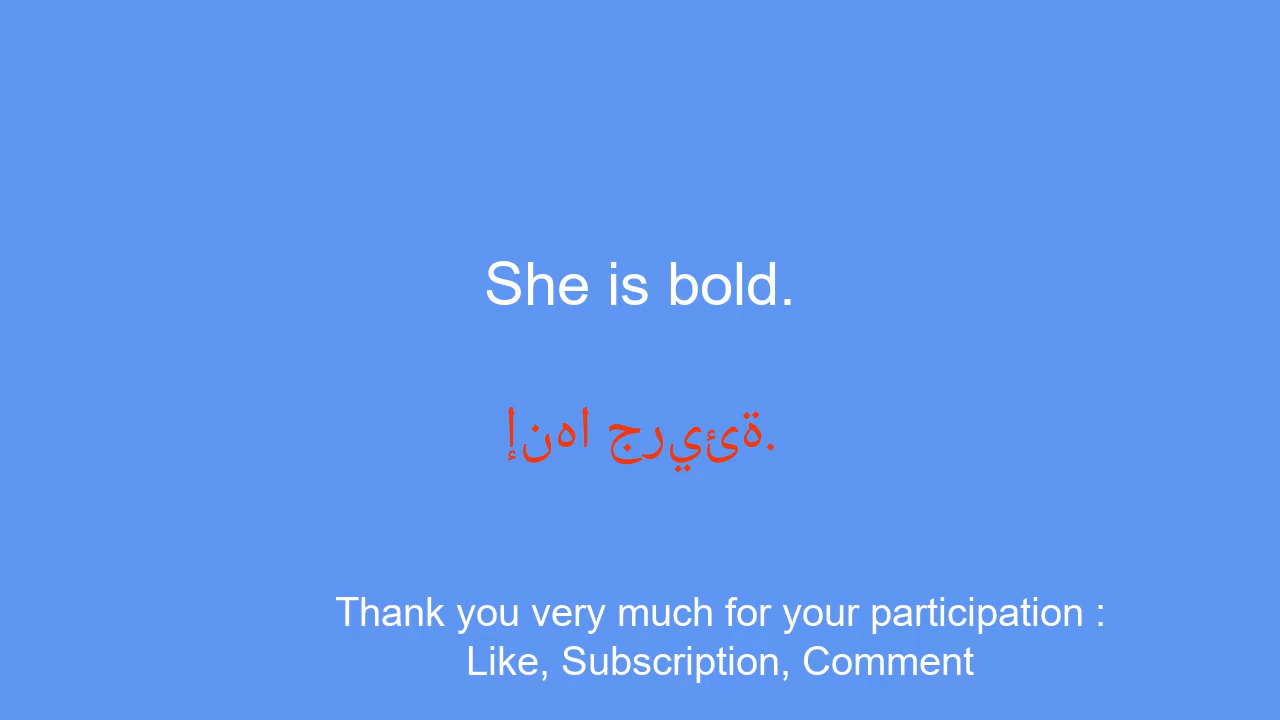 She is bold.
إنها جريئة.
Thank you very much for your participation :
Like, Subscription, Comment